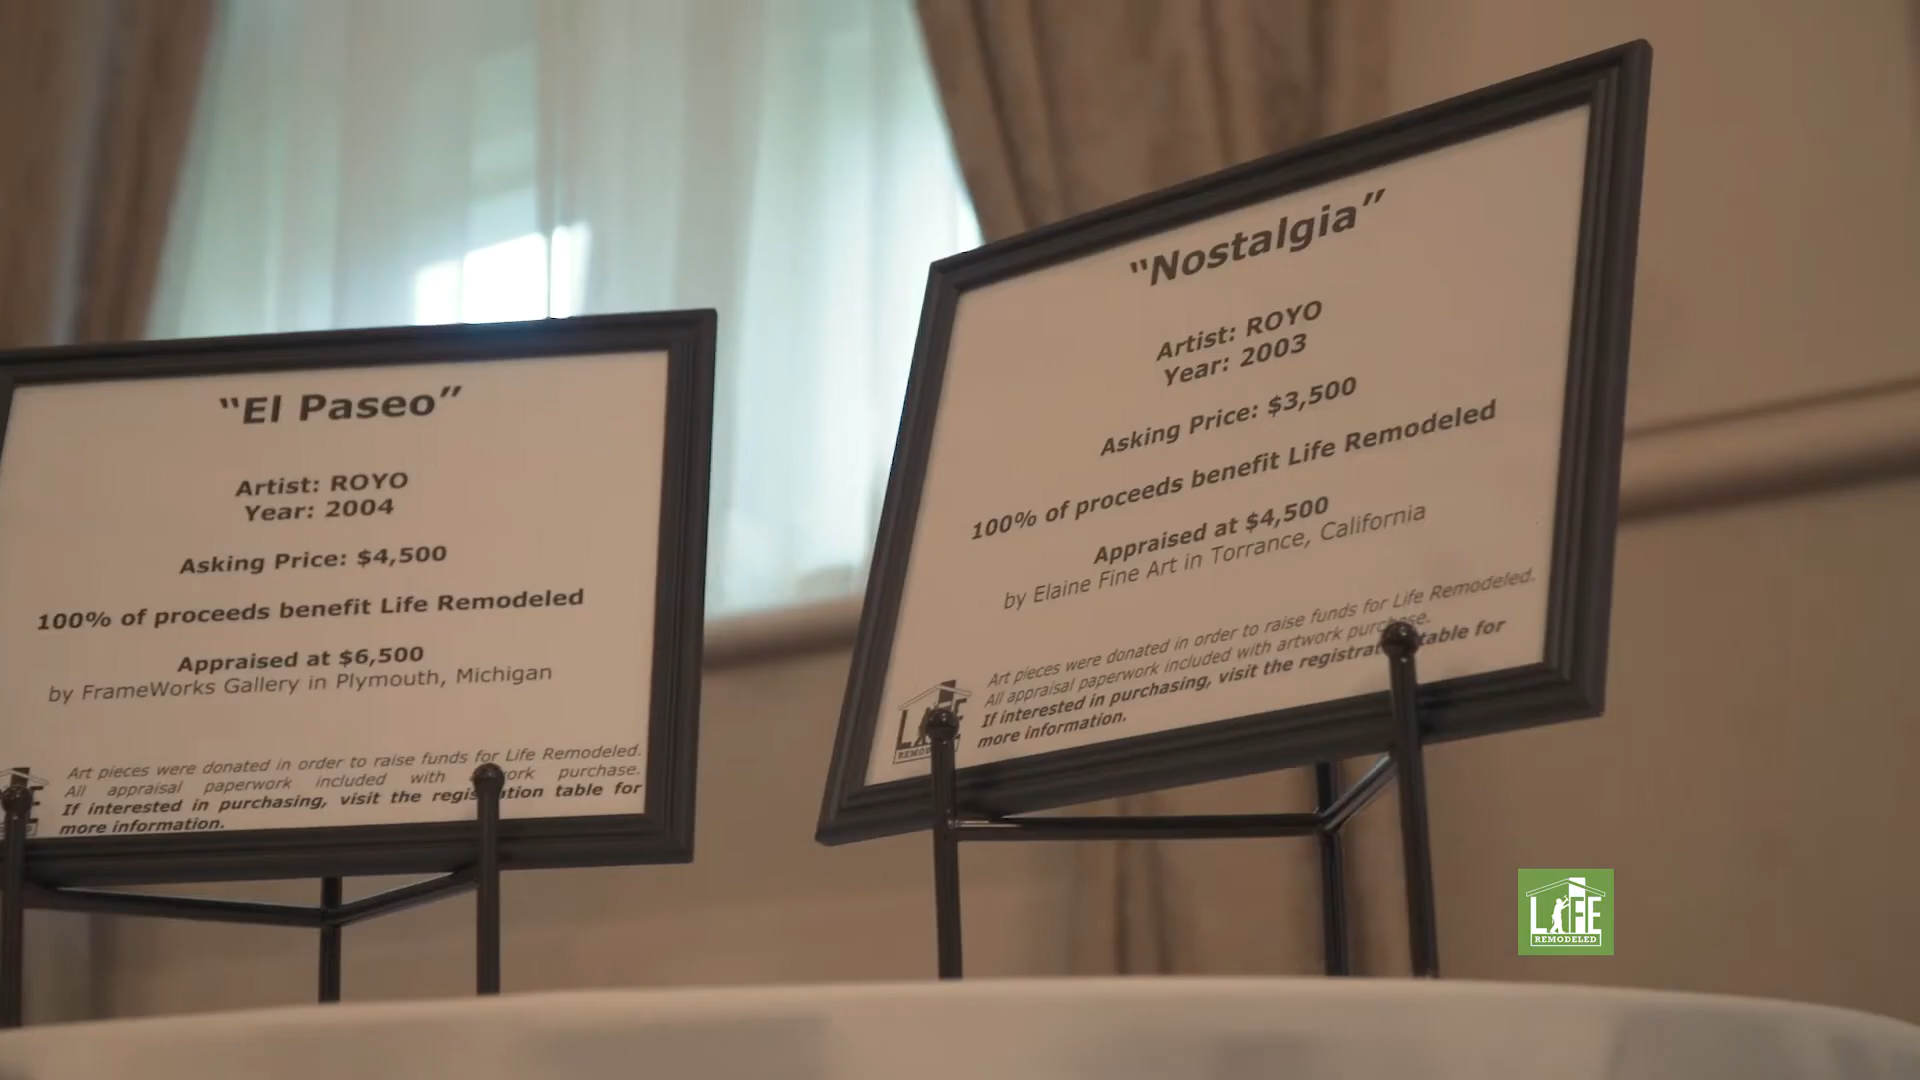 “El Paseo”
Artist: ROYO
Year: 2004
Asking Price: $4,500
100% of proceeds benefit Life Remodeled
Appraised at $6,500
by FrameWorks Gallery in Plymouth, Michigan
Art pieces were donated in order to raise funds for Life Remodeled.
All appraisal paperwork included with purchase.
If interested in purchasing, visit the table for
more information.
“Nostalgia”
Artist: ROYO
Year: 2003
Asking Price: $3,500
100% of proceeds benefit Life Remodeled
Appraised at $4,500
by Elaine Fine Art in Torrance, California
Art pieces were donated in order to raise funds for Life Remodeled.
All appraisal paperwork included with artwork purchase.
If interested in purchasing, visit the table for
more information.
LIFE
REMODELED